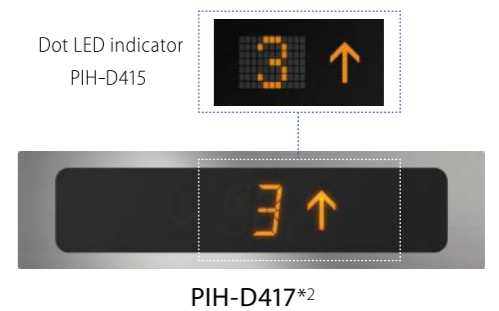 Dot LED indicator
PIH-D415
3 ↑
3 ↑
PIH-D417*2